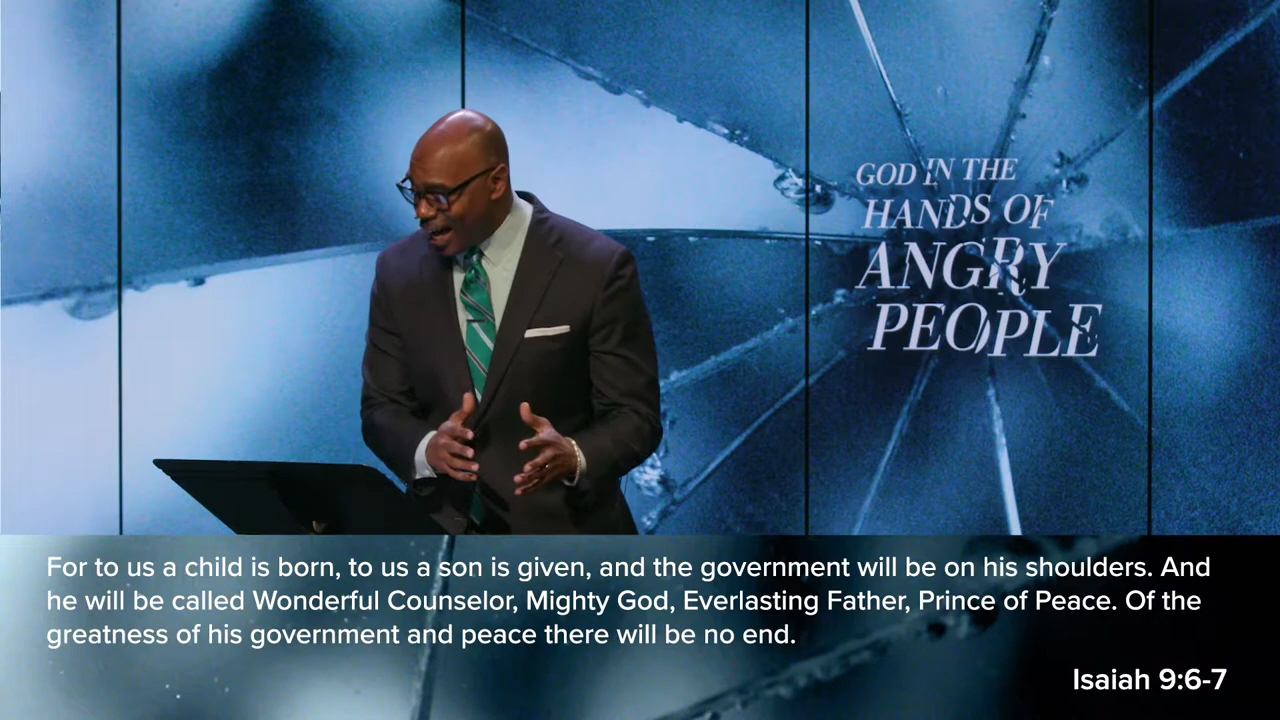 GOD IN THE
HANDS OF
ANGRY
PEOPLE
For to us a child is born, to us a son is given, and the government will be on his shoulders. And
he will be called Wonderful Counselor, Mighty God, Everlasting Father, Prince of Peace. Of the
greatness of his government and peace there will be no end.
Isaiah 9:6-7